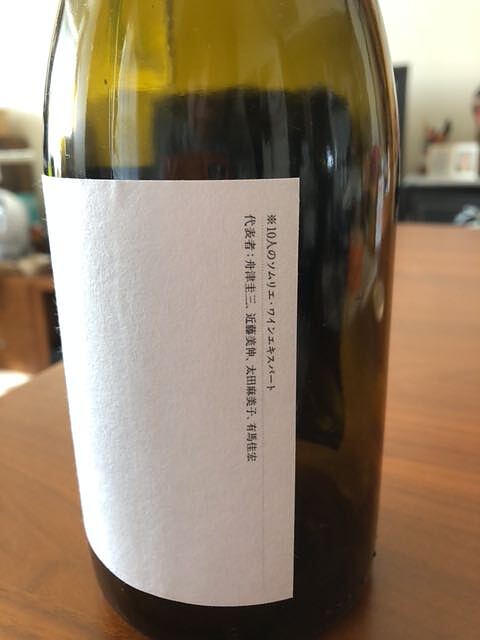 ※10人のソムリエ・ワインエキスパート
代表者：舟津圭三、近藤美伸、太田麻美子、有馬佳宏